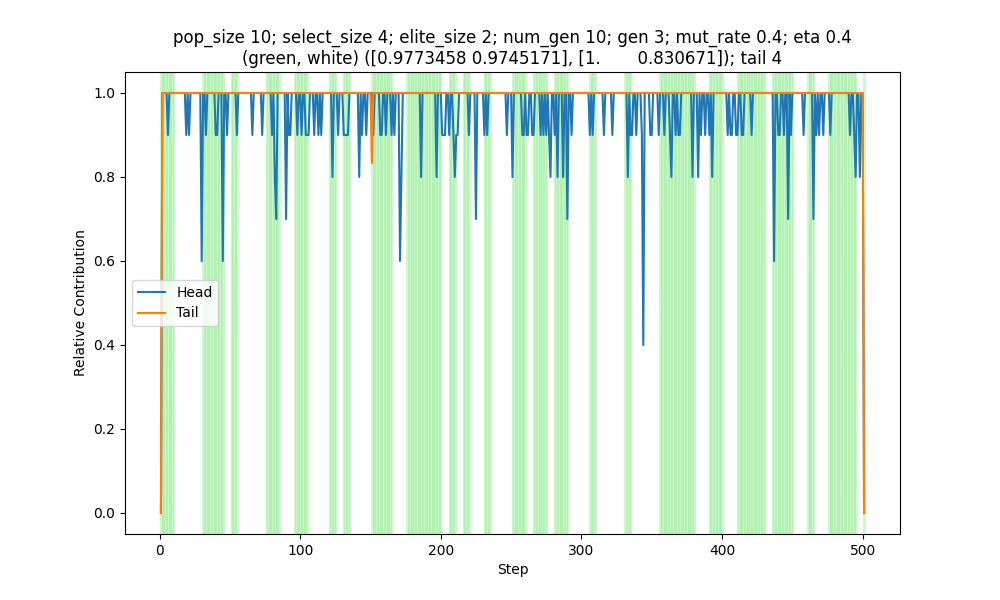 pop_size 10; select_size 4; elite_size 2; num_gen 10; gen 3; mut_rate 0.4; eta 0.4
(green, white) ([0.9773458 0.9745171], [1.       0.830671]); tail 4
1.0
0.8
0.6
0.4
0.2
0.0
Relative Contribution
Head
Tail
0
100
200
300
400
500
Step